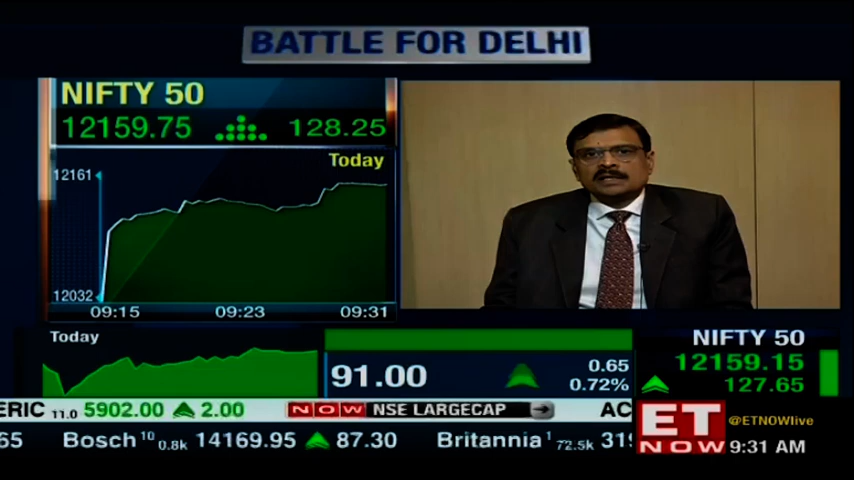 BATTLE FOR DELHI
NIFTY 50
12159.75 128.25
Today
12161
12032
09:15 09:23 09:31
Today
91.00
0.65
0.72%
NIFTY 50
12159.15
127.65
ERIC 11.0 5902.00 2.00 NOW NSE LARGECAP AC
65 Bosch 10 0.8k 14169.95 87.30 Britannia 1 72.5k 319
ET
NOW
@ETNOWlive
9:31 AM